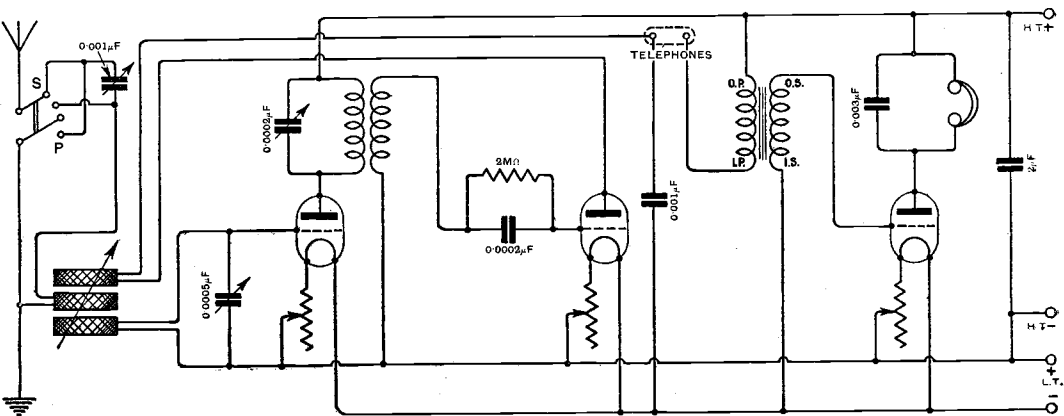 H.T.+
0·001μF
TELEPHONES
S
O.P.
O.S.
0·0002μF
0·003μF
P
2MΩ
I.P.
I.S.
2μF
0·001μF
0·0002μF
0·0005μF
H.T–
+
L.T.
–